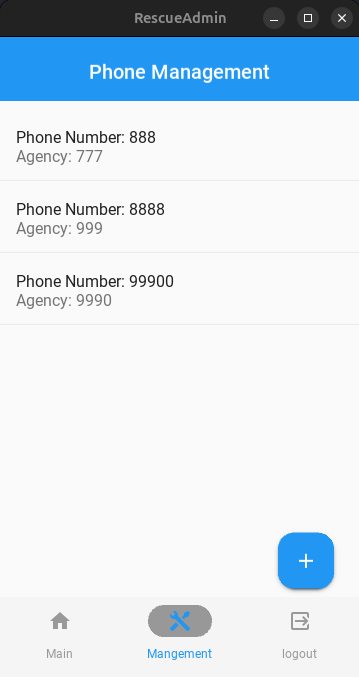 RescueAdmin
Phone Management
Phone Number: 888
Agency: 777
Phone Number: 8888
Agency: 999
Phone Number: 99900
Agency: 9990
+
Main Mangement logout